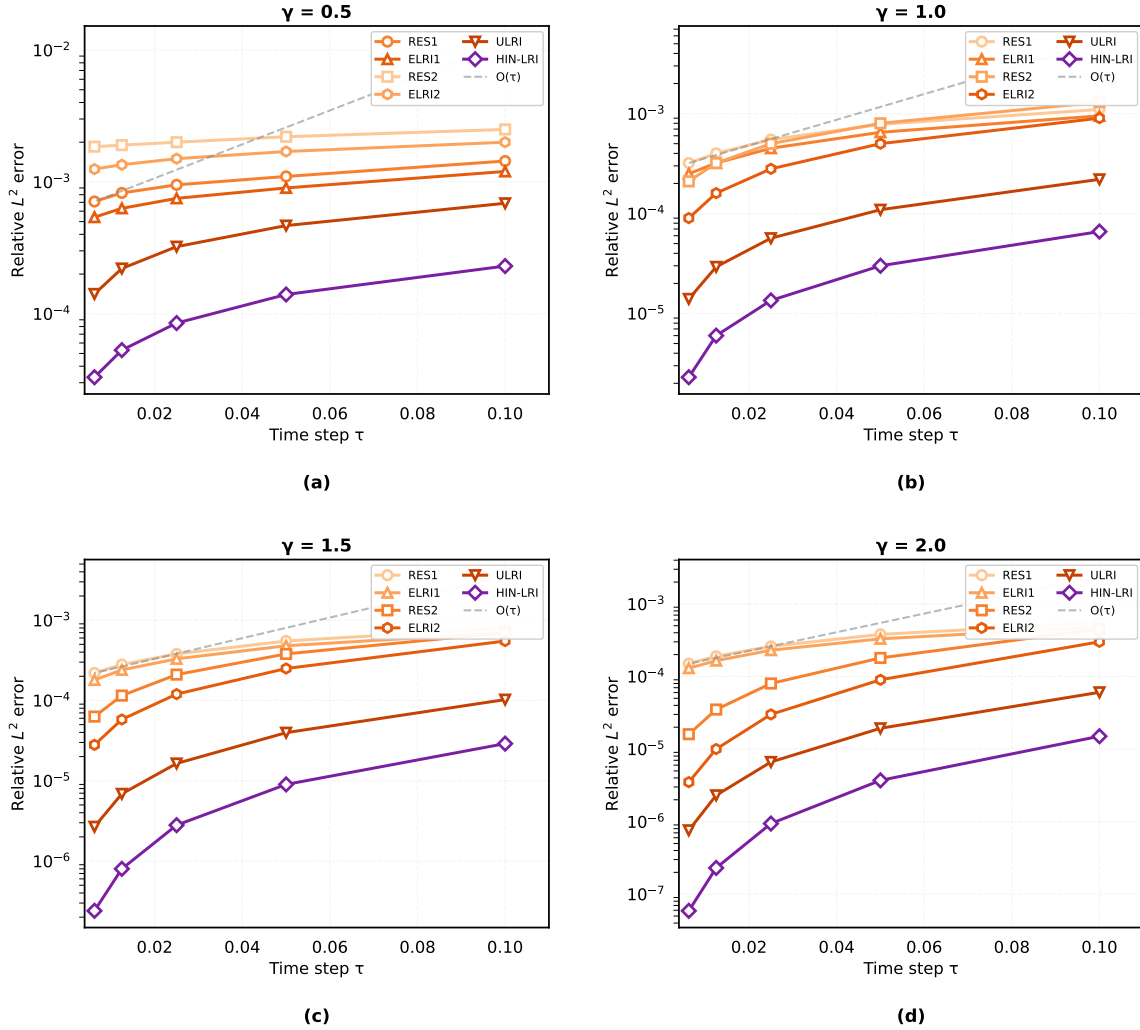 γ = 0.5
RES1
ELRI1
RES2
ELRI2
ULRI
HIN-LRI
O(τ)
Relative L² error
10⁻²
10⁻³
10⁻⁴
0.02 0.04 0.06 0.08 0.10
Time step τ
(a)
γ = 1.0
RES1
ELRI1
RES2
ELRI2
ULRI
HIN-LRI
O(τ)
Relative L² error
10⁻³
10⁻⁴
10⁻⁵
0.02 0.04 0.06 0.08 0.10
Time step τ
(b)
γ = 1.5
RES1
ELRI1
RES2
ELRI2
ULRI
HIN-LRI
O(τ)
Relative L² error
10⁻³
10⁻⁴
10⁻⁵
10⁻⁶
0.02 0.04 0.06 0.08 0.10
Time step τ
(c)
γ = 2.0
RES1
ELRI1
RES2
ELRI2
ULRI
HIN-LRI
O(τ)
Relative L² error
10⁻³
10⁻⁴
10⁻⁵
10⁻⁶
10⁻⁷
0.02 0.04 0.06 0.08 0.10
Time step τ
(d)